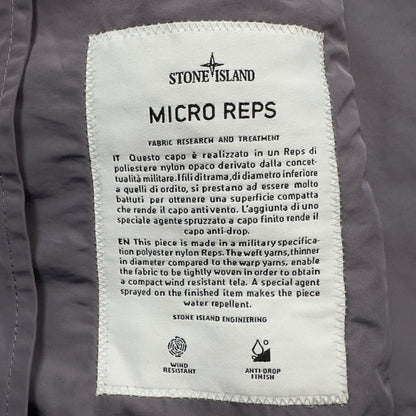 STONE ISLAND
MICRO REPS
FABRIC RESEARCH AND TREATMENT
IT Questo capo è realizzato in un Reps di
poliestere nylon opaco derivato dalla concet-
tualità militare. I fili di trama, di diametro inferiore
a quelli di ordito, si prestano ad essere molto
battuti per ottenere una superficie compatta
che rende il capo anti vento. L'aggiunta di uno
speciale agente spruzzato a capo finito rende il
capo anti-drop.
EN This piece is made in a military specifica-
tion polyester nylon Reps. The weft yarns, thinner
in diameter compared to the warp yarns, enable
the fabric to be tightly woven in order to obtain
a compact wind resistant tela. A special agent
sprayed on the finished item makes the piece
water repellent.
STONE ISLAND ENGINEERING
WIND
RESISTANT
ANTI-DROP
FINISH